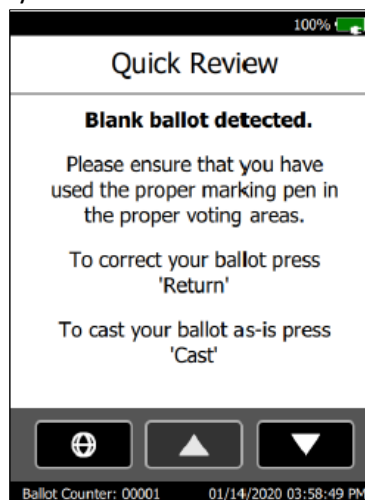 100%
Quick Review
Blank ballot detected.
Please ensure that you have
used the proper marking pen in
the proper voting areas.
To correct your ballot press
'Return'
To cast your ballot as-is press
'Cast'
Ballot Counter: 00001 01/14/2020 03:58:49 PM